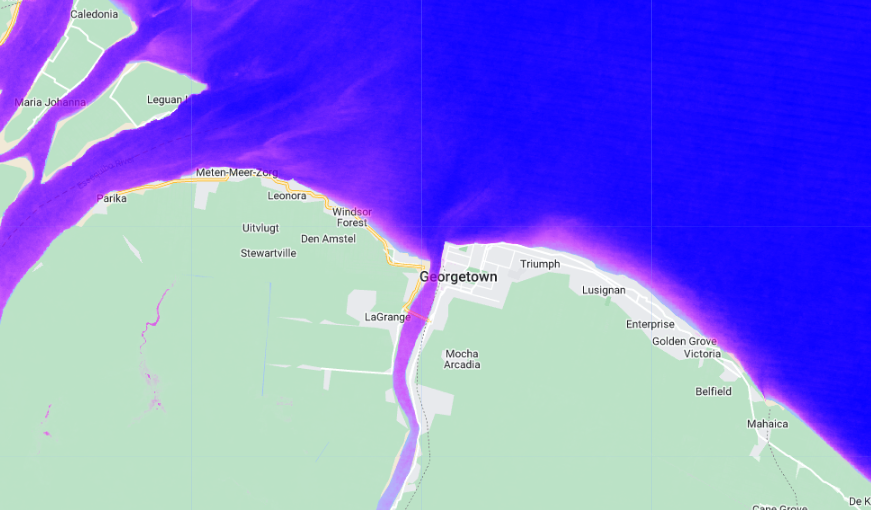 Caledonia
Maria Johanna
Leguan I
Meten-Meer-Zorg
Parika
Leonora
Windsor
Forest
Uitvlugt
Den Amstel
Stewartville
Georgetown
Triumph
Lusignan
LaGrange
Enterprise
Golden Grove
Victoria
Mocha
Arcadia
Belfield
Mahaica
De K
Cane Grove